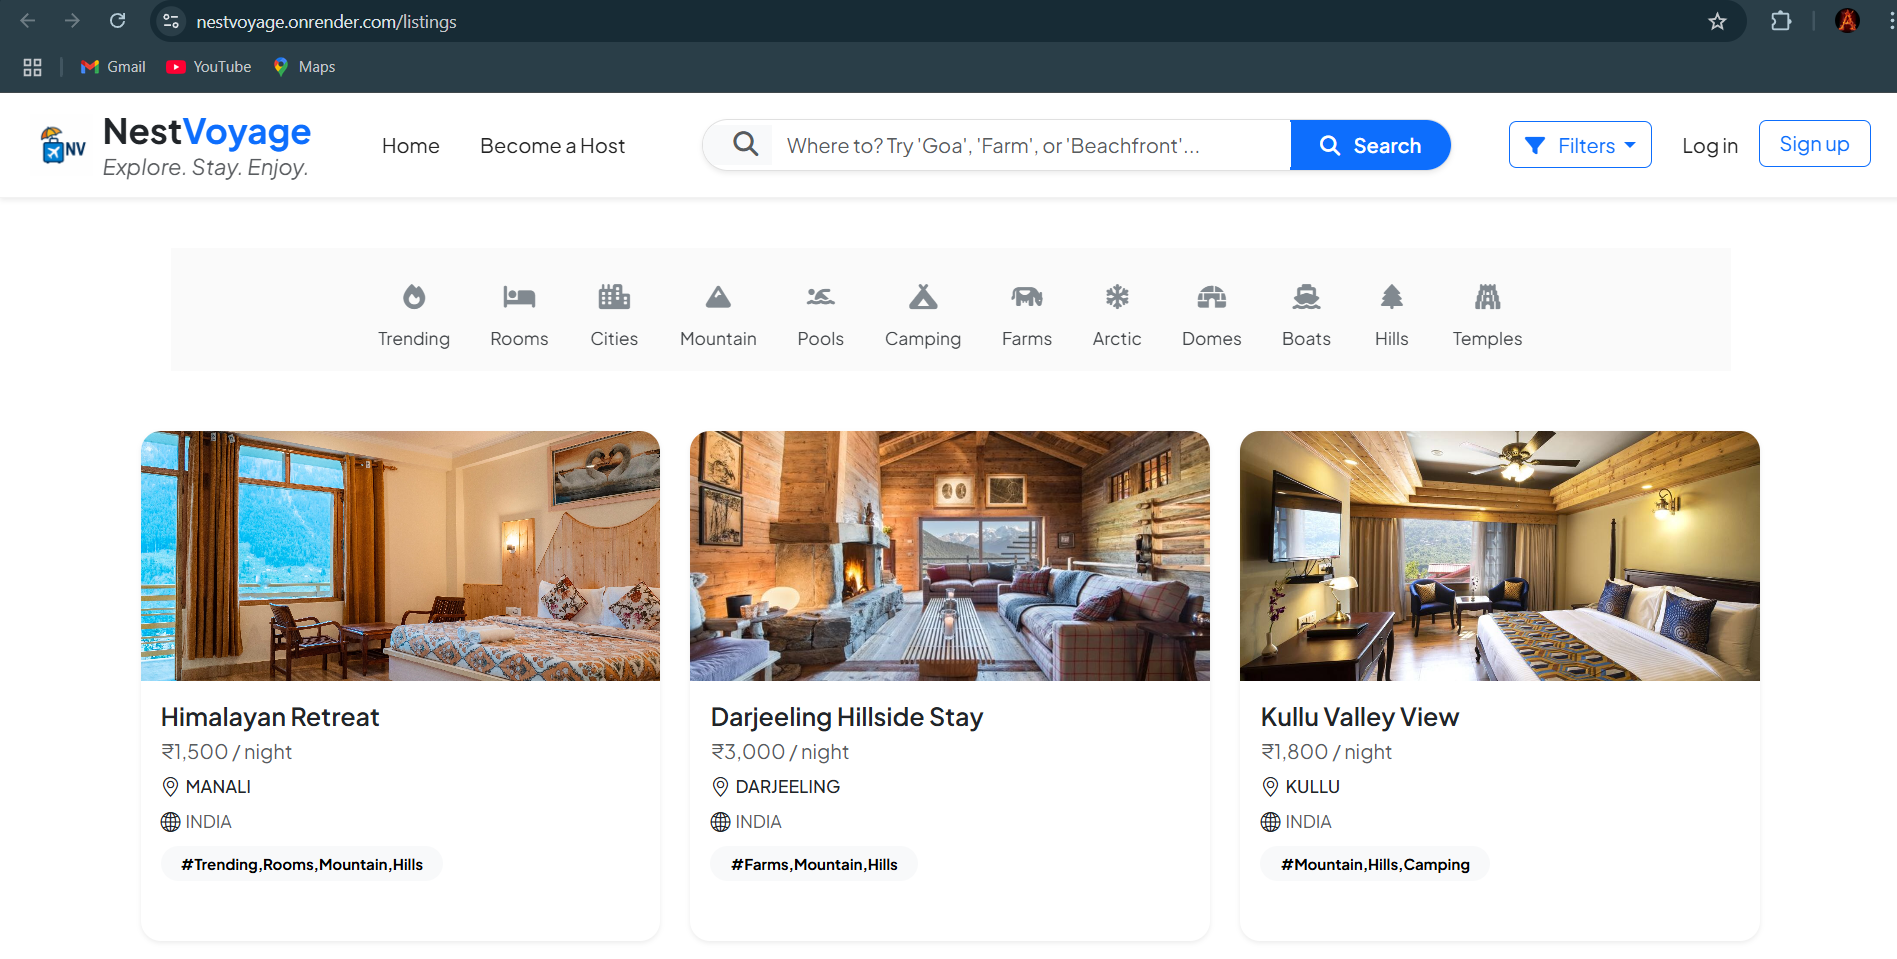 nestvoyage.onrender.com/listings
Gmail YouTube Maps
NV
NestVoyage
Explore. Stay. Enjoy.
Home Become a Host
Where to? Try 'Goa', 'Farm', or 'Beachfront'...
Search
Filters
Log in
Sign up
Trending Rooms Cities Mountain Pools Camping Farms Arctic Domes Boats Hills Temples
Himalayan Retreat
₹1,500 / night
MANALI
INDIA
#Trending,Rooms,Mountain,Hills
Darjeeling Hillside Stay
₹3,000 / night
DARJEELING
INDIA
#Farms,Mountain,Hills
Kullu Valley View
₹1,800 / night
KULLU
INDIA
#Mountain,Hills,Camping